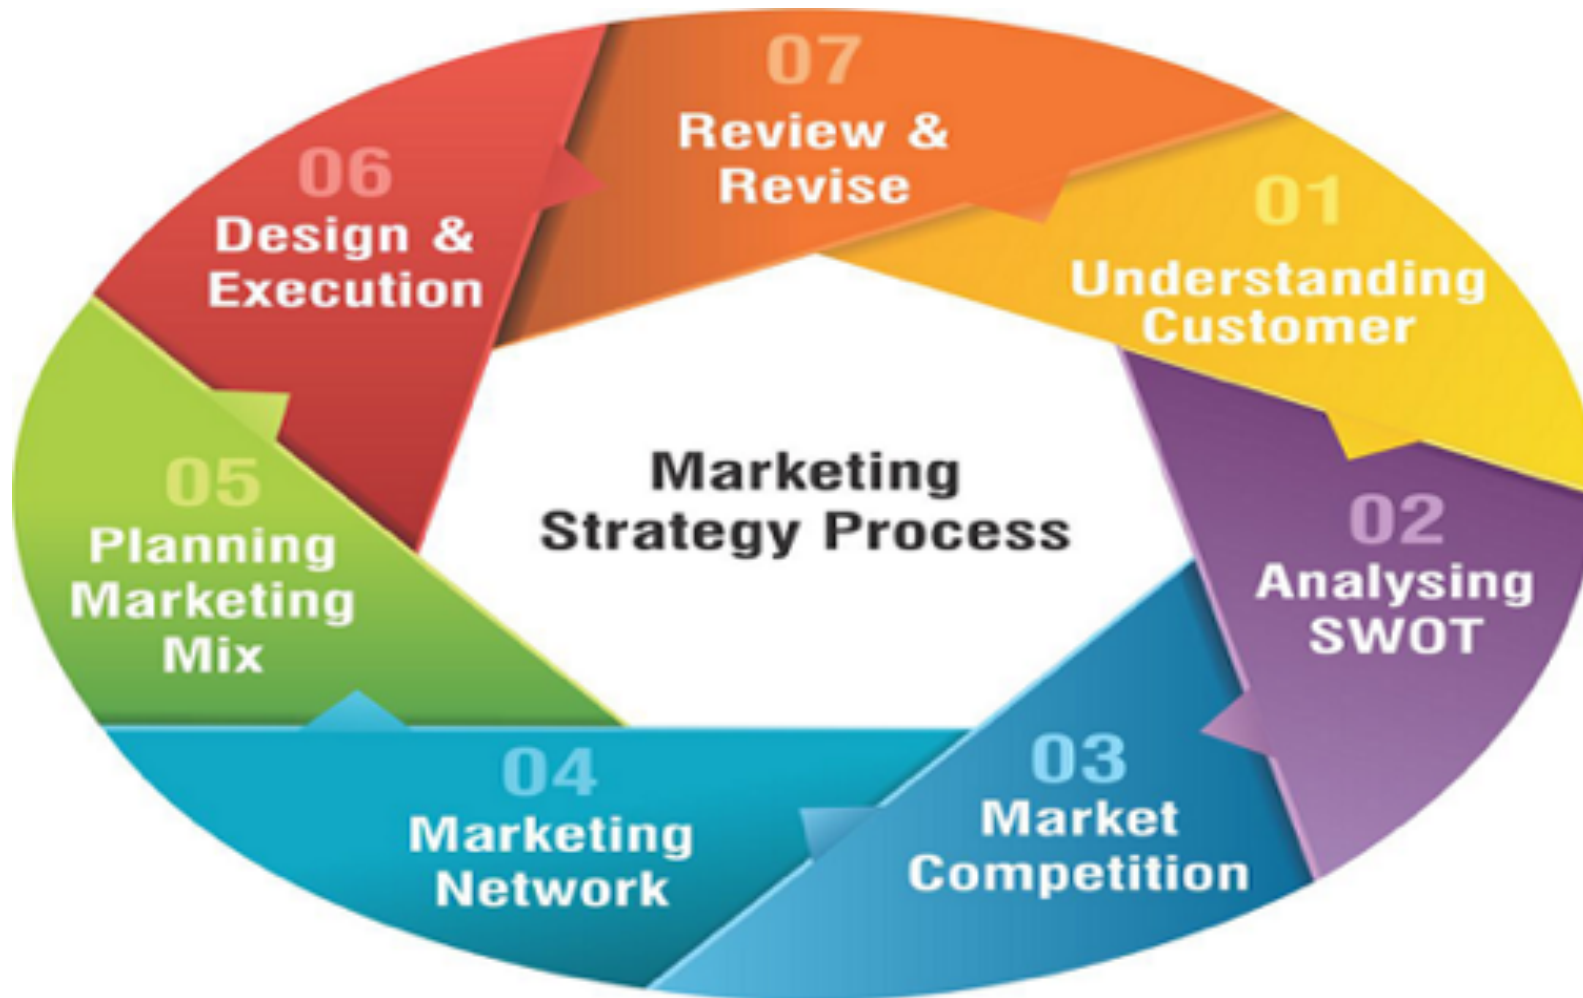 Marketing
Strategy Process
01
Understanding
Customer
02
Analysing
SWOT
03
Market
Competition
04
Marketing
Network
05
Planning
Marketing
Mix
06
Design &
Execution
07
Review &
Revise